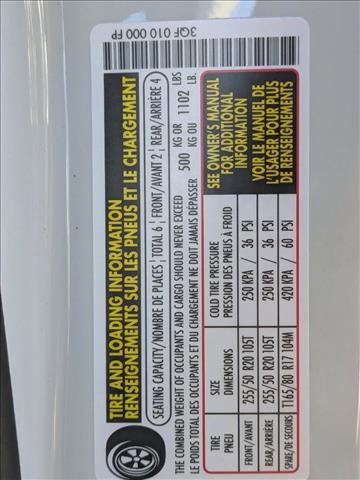 3QF 010 000 FP
TIRE AND LOADING INFORMATION
RENSEIGNEMENTS SUR LES PNEUS ET LE CHARGEMENT
SEATING CAPACITY/NOMBRE DE PLACES ¦ TOTAL 6 ¦ FRONT/AVANT 2 ¦ REAR/ARRIÈRE 4
THE COMBINED WEIGHT OF OCCUPANTS AND CARGO SHOULD NEVER EXCEED
LE POIDS TOTAL DES OCCUPANTS ET DU CHARGEMENT NE DOIT JAMAIS DÉPASSER
500 KG OR 1102 LBS
KG OU
TIRE SIZE COLD TIRE PRESSURE
PNEU DIMENSIONS PRESSION DES PNEUS À FROID
FRONT/AVANT 255/50 R20 105T 250 KPA / 36 PSI
REAR/ARRIÈRE 255/50 R20 105T 250 KPA / 36 PSI
SPARE/DE SECOURS T165/80 R17 104M 420 KPA / 60 PSI
SEE OWNER'S MANUAL
FOR ADDITIONAL
INFORMATION
VOIR LE MANUEL DE
L'USAGER POUR PLUS
DE RENSEIGNEMENTS